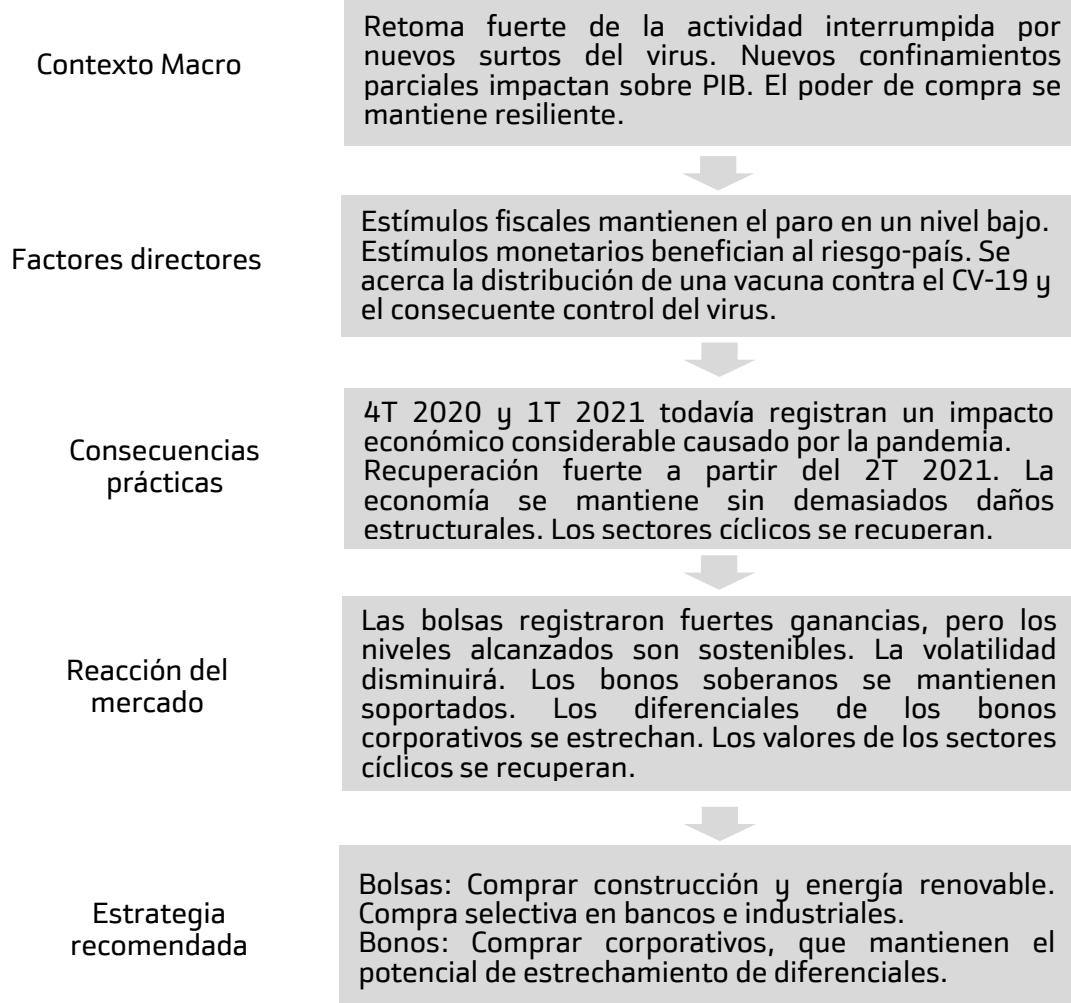 Contexto Macro
Retoma fuerte de la actividad interrumpida por
nuevos surtos del virus. Nuevos confinamientos
parciales impactan sobre PIB. El poder de compra se
mantiene resiliente.
Factores directores
Estímulos fiscales mantienen el paro en un nivel bajo.
Estímulos monetarios benefician al riesgo-país. Se
acerca la distribución de una vacuna contra el CV-19 y
el consecuente control del virus.
Consecuencias
prácticas
4T 2020 y 1T 2021 todavía registran un impacto
económico considerable causado por la pandemia.
Recuperación fuerte a partir del 2T 2021. La
economía se mantiene sin demasiados daños
estructurales. Los sectores cíclicos se recuperan.
Reacción del
mercado
Las bolsas registraron fuertes ganancias, pero los
niveles alcanzados son sostenibles. La volatilidad
disminuirá. Los bonos soberanos se mantienen
soportados. Los diferenciales de los bonos
corporativos se estrechan. Los valores de los sectores
cíclicos se recuperan.
Estrategia
recomendada
Bolsas: Comprar construcción y energía renovable.
Compra selectiva en bancos e industriales.
Bonos: Comprar corporativos, que mantienen el
potencial de estrechamiento de diferenciales.